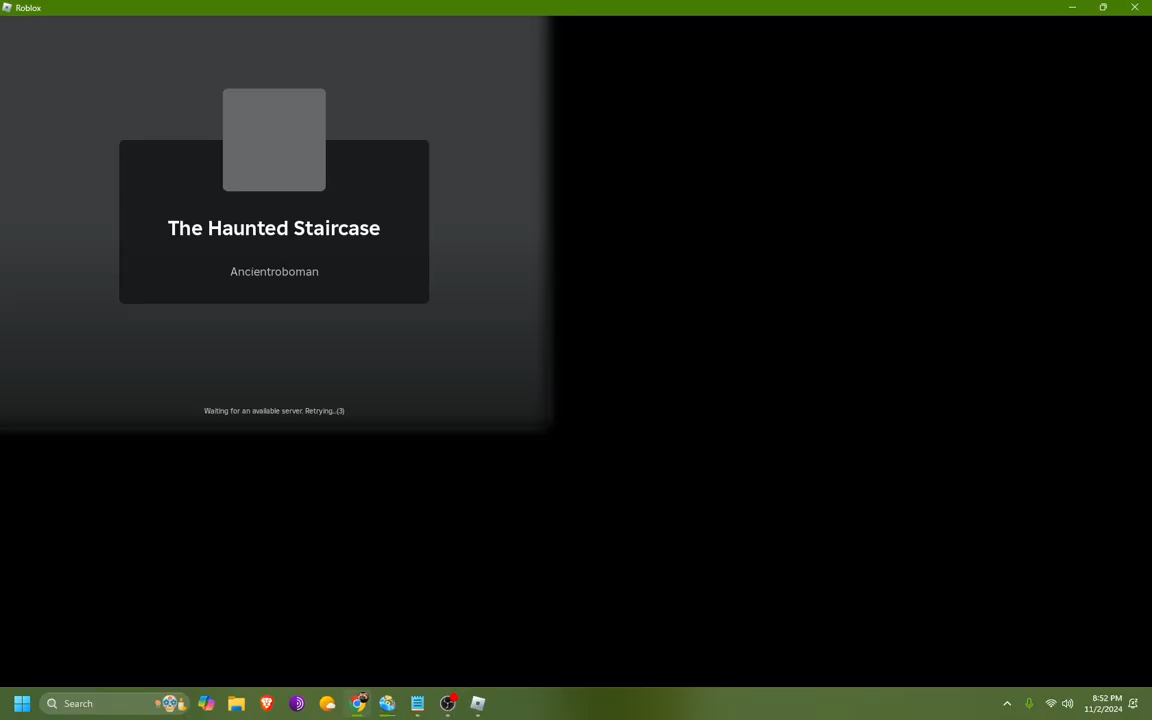 Roblox
The Haunted Staircase
Ancientroboman
Waiting for an available server. Retrying...(3)
Search
8:52 PM
11/2/2024